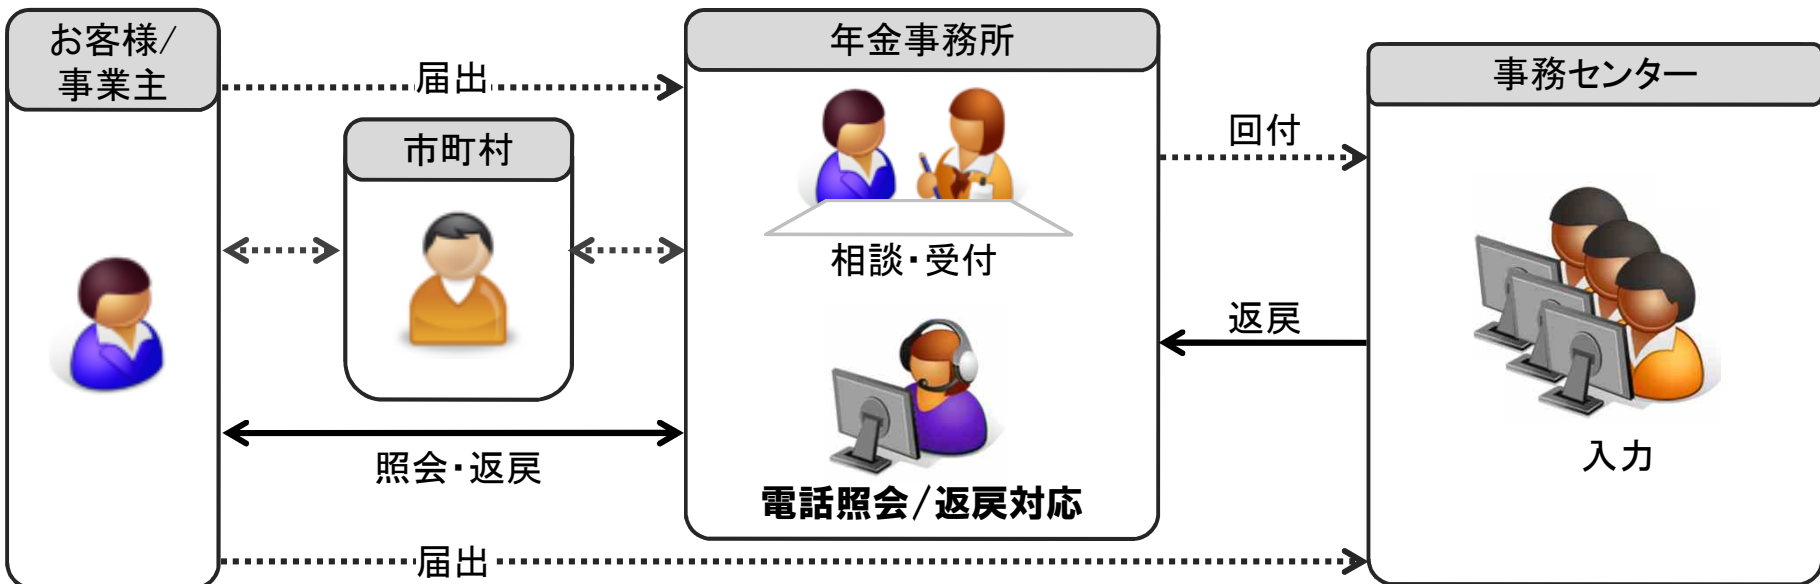 お客様/
事業主
届出
市町村
照会・返戻
年金事務所
相談・受付
電話照会/返戻対応
回付
返戻
事務センター
入力
届出